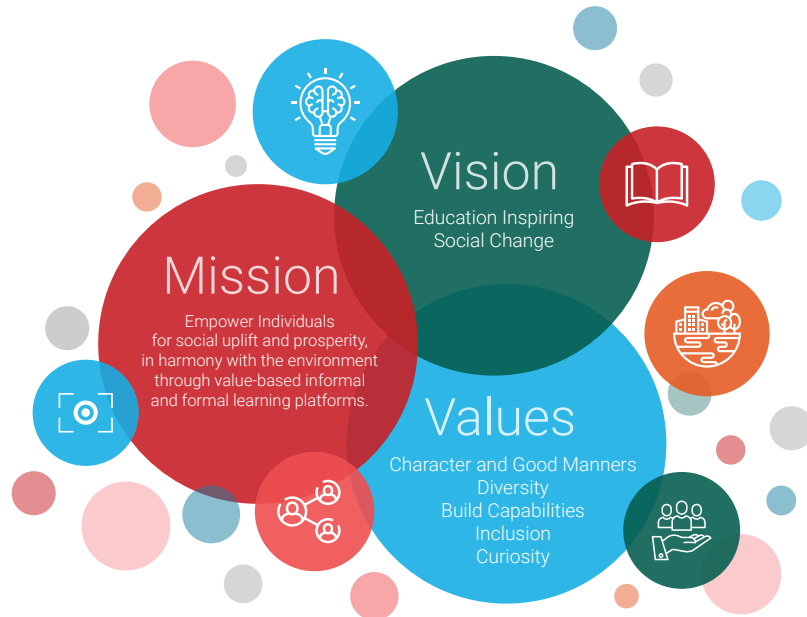 Vision
Education Inspiring
Social Change
Mission
Empower Individuals
for social uplift and prosperity,
in harmony with the environment
through value-based informal
and formal learning platforms.
Values
Character and Good Manners
Diversity
Build Capabilities
Inclusion
Curiosity